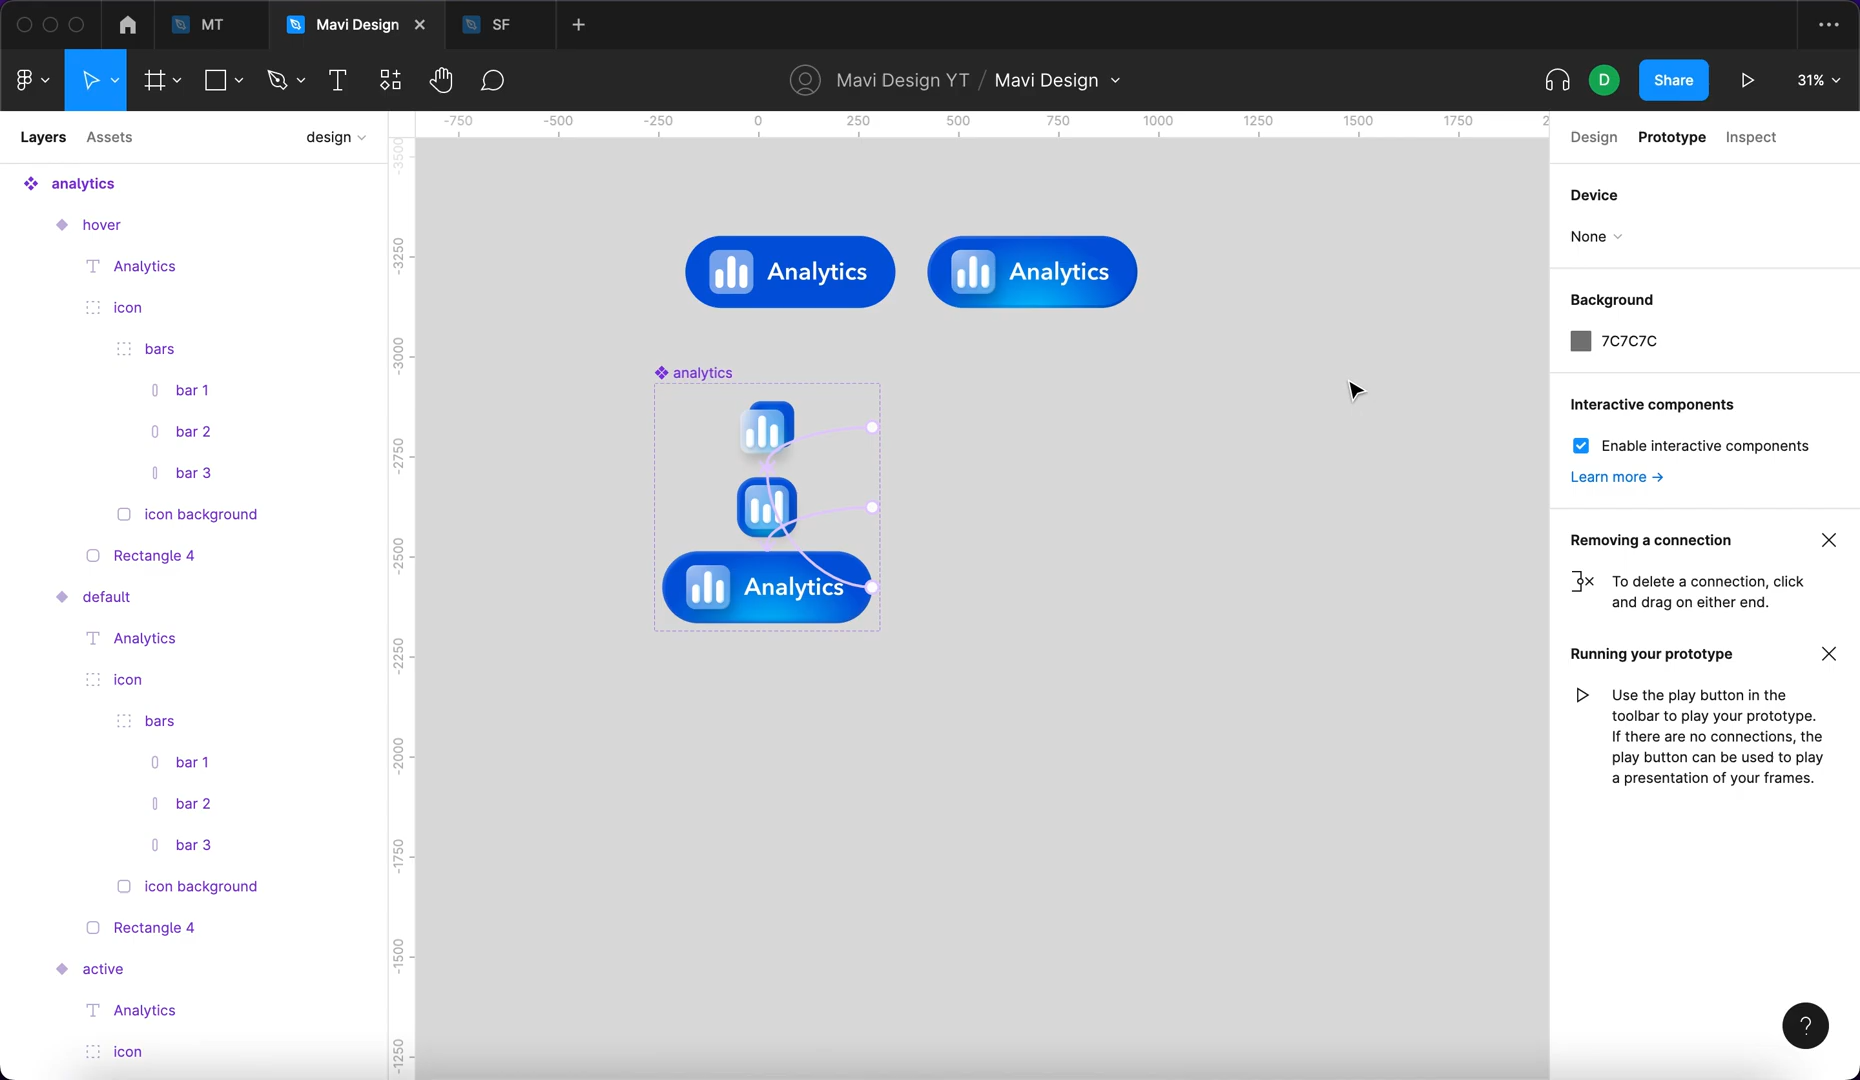 MT
Mavi Design
SF
Mavi Design YT / Mavi Design
D
Share
31%
Layers
Assets
design
analytics
hover
Analytics
icon
bars
bar 1
bar 2
bar 3
icon background
Rectangle 4
default
Analytics
icon
bars
bar 1
bar 2
bar 3
icon background
Rectangle 4
active
Analytics
icon
-750
-500
-250
0
250
500
750
1000
1250
1500
1750
2
-3500
-3250
-3000
-2750
-2500
-2250
-2000
-1750
-1500
-1250
Analytics
Analytics
analytics
Analytics
Design
Prototype
Inspect
Device
None
Background
7C7C7C
Interactive components
Enable interactive components
Learn more →
Removing a connection
To delete a connection, click
and drag on either end.
Running your prototype
Use the play button in the
toolbar to play your prototype.
If there are no connections, the
play button can be used to play
a presentation of your frames.
?